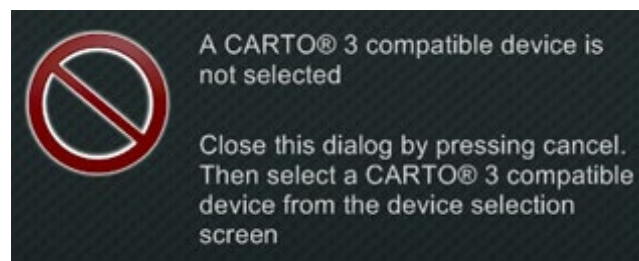 A CARTO® 3 compatible device is
not selected
Close this dialog by pressing cancel.
Then select a CARTO® 3 compatible
device from the device selection
screen